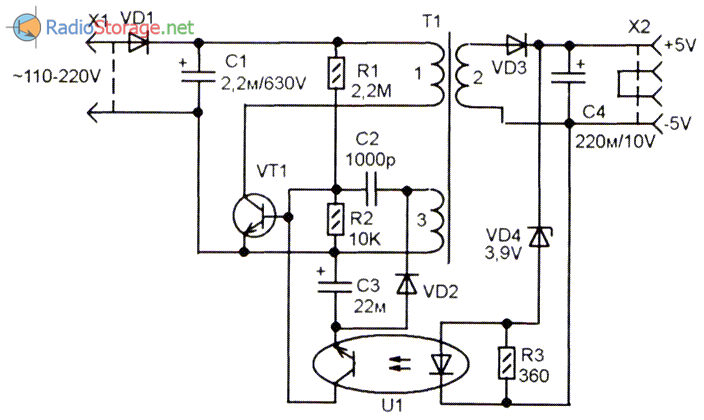 RadioStorage.net
X1
VD1
T1
X2
~110-220V
+
C1
2,2м/630V
R1
2,2M
1
2
VD3
+
+5V
-5V
C4
220м/10V
C2
1000p
VT1
R2
10K
3
VD4
3,9V
+
C3
22м
VD2
R3
360
U1